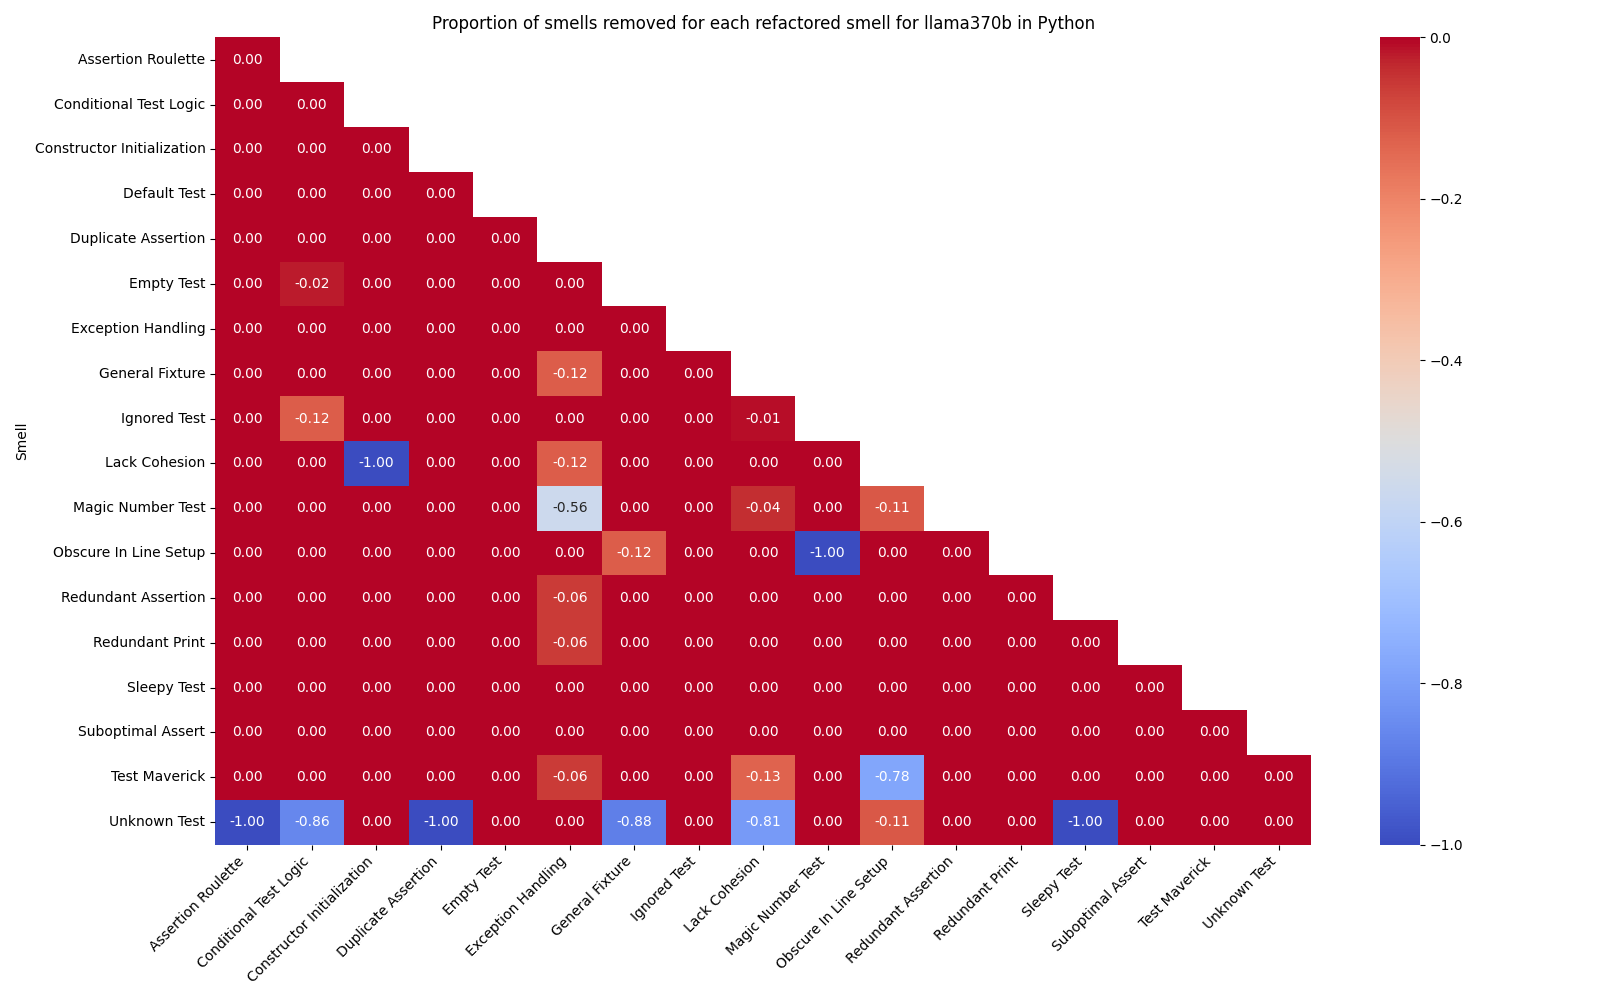 Proportion of smells removed for each refactored smell for llama370b in Python
Smell
Assertion Roulette 0.00
Conditional Test Logic 0.00 0.00
Constructor Initialization 0.00 0.00 0.00
Default Test 0.00 0.00 0.00 0.00
Duplicate Assertion 0.00 0.00 0.00 0.00 0.00
Empty Test 0.00 -0.02 0.00 0.00 0.00 0.00
Exception Handling 0.00 0.00 0.00 0.00 0.00 0.00 0.00
General Fixture 0.00 0.00 0.00 0.00 0.00 -0.12 0.00 0.00
Ignored Test 0.00 -0.12 0.00 0.00 0.00 0.00 0.00 0.00 -0.01
Lack Cohesion 0.00 0.00 -1.00 0.00 0.00 -0.12 0.00 0.00 0.00 0.00
Magic Number Test 0.00 0.00 0.00 0.00 0.00 -0.56 0.00 0.00 -0.04 0.00 -0.11
Obscure In Line Setup 0.00 0.00 0.00 0.00 0.00 0.00 -0.12 0.00 0.00 -1.00 0.00 0.00
Redundant Assertion 0.00 0.00 0.00 0.00 0.00 -0.06 0.00 0.00 0.00 0.00 0.00 0.00 0.00
Redundant Print 0.00 0.00 0.00 0.00 0.00 -0.06 0.00 0.00 0.00 0.00 0.00 0.00 0.00 0.00
Sleepy Test 0.00 0.00 0.00 0.00 0.00 0.00 0.00 0.00 0.00 0.00 0.00 0.00 0.00 0.00 0.00
Suboptimal Assert 0.00 0.00 0.00 0.00 0.00 0.00 0.00 0.00 0.00 0.00 0.00 0.00 0.00 0.00 0.00 0.00
Test Maverick 0.00 0.00 0.00 0.00 0.00 -0.06 0.00 0.00 -0.13 0.00 -0.78 0.00 0.00 0.00 0.00 0.00 0.00
Unknown Test -1.00 -0.86 0.00 -1.00 0.00 0.00 -0.88 0.00 -0.81 0.00 -0.11 0.00 0.00 -1.00 0.00 0.00 0.00
Assertion Roulette
Conditional Test Logic
Constructor Initialization
Duplicate Assertion
Empty Test
Exception Handling
General Fixture
Ignored Test
Lack Cohesion
Magic Number Test
Obscure In Line Setup
Redundant Assertion
Redundant Print
Sleepy Test
Suboptimal Assert
Test Maverick
Unknown Test
0.0
−0.2
−0.4
−0.6
−0.8
−1.0